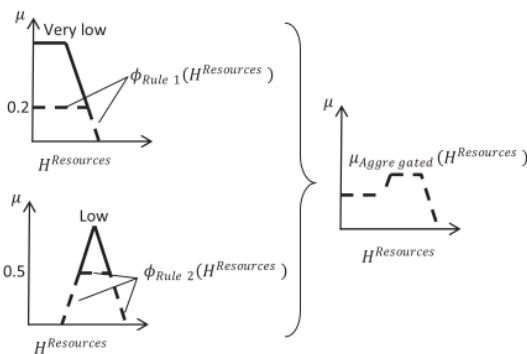 μ
Very low
ϕ_Rule 1(H^Resources)
0.2
H^Resources
μ
Low
0.5
ϕ_Rule 2(H^Resources)
H^Resources
μ
μ_Aggre gated(H^Resources)
H^Resources